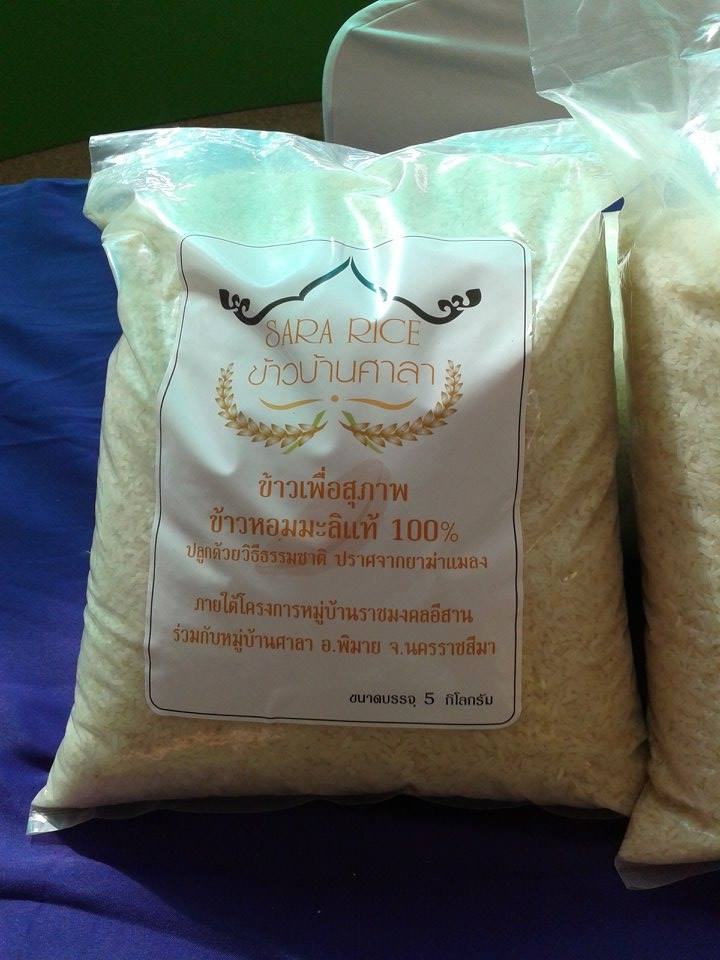 SARA RICE
ข้าวบ้านศาลา
ข้าวเพื่อสุภาพ
ข้าวหอมมะลิแท้ 100%
ปลูกด้วยวิธีธรรมชาติ ปราศจากยาฆ่าแมลง
ภายใต้โครงการหมู่บ้านราชมงคลอีสาน
ร่วมกับหมู่บ้านศาลา อ.พิมาย จ.นครราชสีมา
ขนาดบรรจุ 5 กิโลกรัม